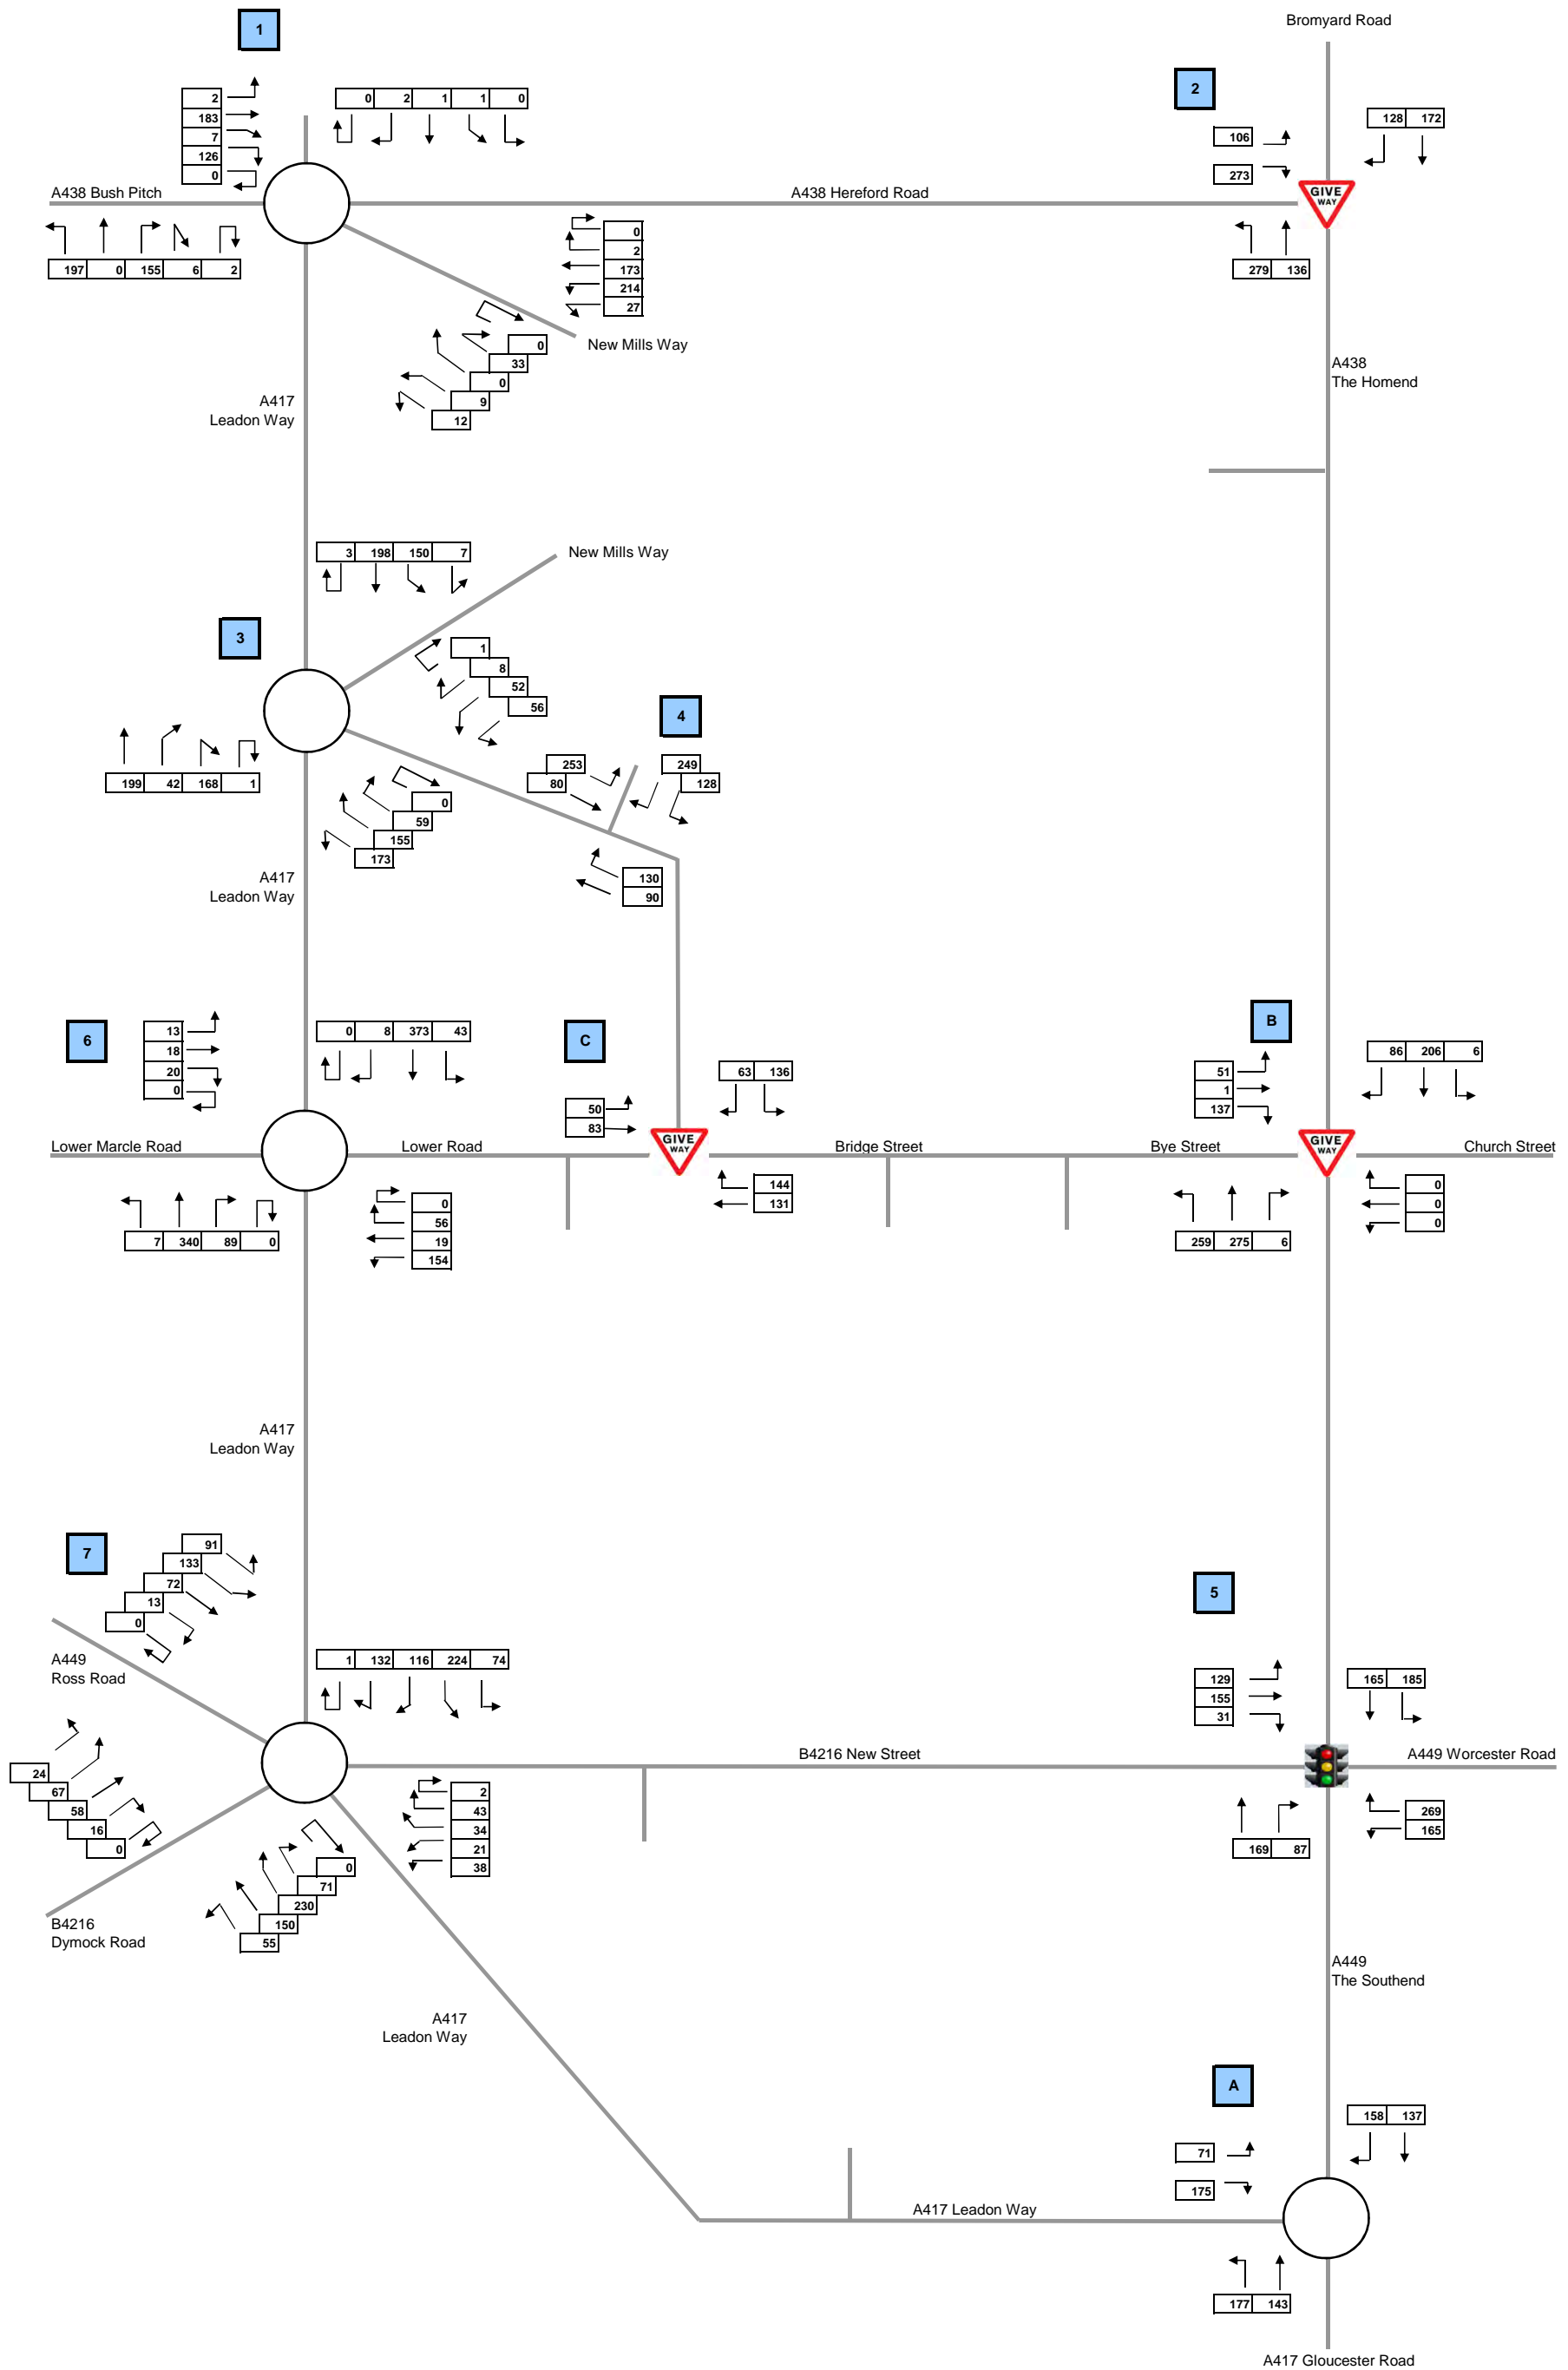 Bromyard Road
1
2
2
183
7
126
0
0 2 1 1 0
106
273
128 172
A438 Bush Pitch
A438 Hereford Road
GIVE
WAY
197 0 155 6 2
0
2
173
214
27
279 136
New Mills Way
0
33
0
9
12
A438
The Homend
A417
Leadon Way
3 198 150 7
New Mills Way
3
1
8
52
56
4
199 42 168 1
253
80
249
128
0
59
155
173
A417
Leadon Way
130
90
6
13
18
20
0
0 8 373 43
C
50
83
63 136
B
51
1
137
86 206 6
Lower Marcle Road
Lower Road
GIVE
WAY
Bridge Street
Bye Street
GIVE
WAY
Church Street
7 340 89 0
0
56
19
154
144
131
259 275 6
0
0
0
A417
Leadon Way
7
91
133
72
13
0
5
A449
Ross Road
1 132 116 224 74
129
155
31
165 185
24
67
58
16
0
B4216 New Street
A449 Worcester Road
2
43
34
21
38
169 87
269
165
0
71
230
150
55
B4216
Dymock Road
A449
The Southend
A417
Leadon Way
A
71
175
158 137
A417 Leadon Way
177 143
A417 Gloucester Road